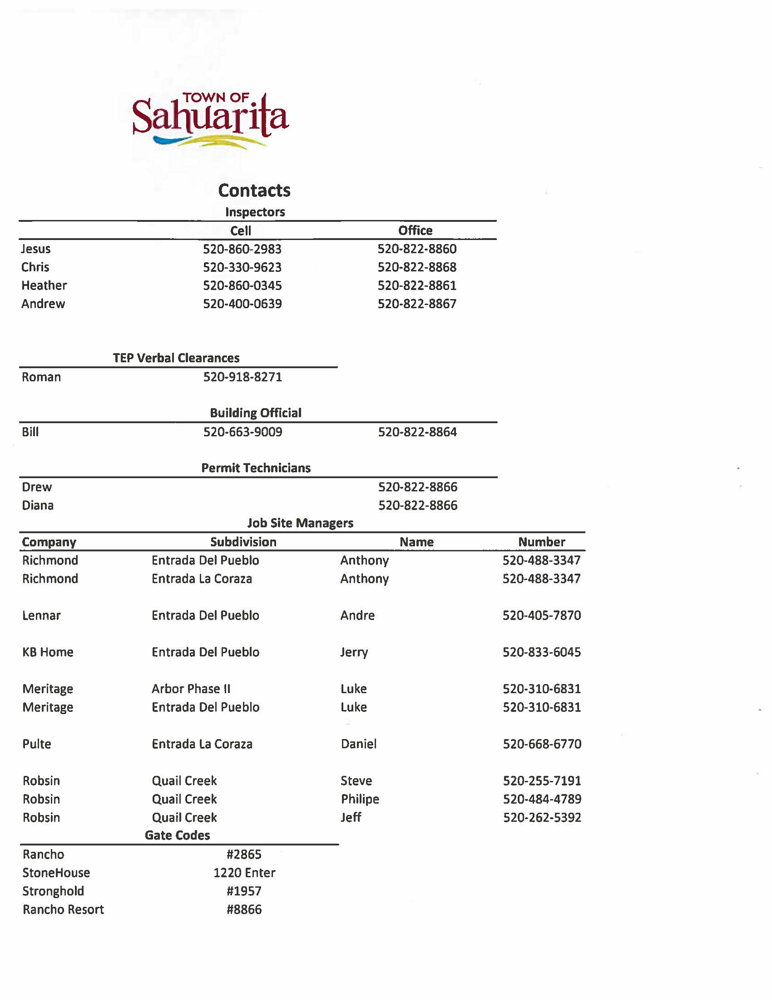 TOWN OF
Sahuarita
Contacts
Inspectors
Cell Office
Jesus 520-860-2983 520-822-8860
Chris 520-330-9623 520-822-8868
Heather 520-860-0345 520-822-8861
Andrew 520-400-0639 520-822-8867
TEP Verbal Clearances
Roman 520-918-8271
Building Official
Bill 520-663-9009 520-822-8864
Permit Technicians
Drew 520-822-8866
Diana 520-822-8866
Job Site Managers
Company Subdivision Name Number
Richmond Entrada Del Pueblo Anthony 520-488-3347
Richmond Entrada La Coraza Anthony 520-488-3347
Lennar Entrada Del Pueblo Andre 520-405-7870
KB Home Entrada Del Pueblo Jerry 520-833-6045
Meritage Arbor Phase II Luke 520-310-6831
Meritage Entrada Del Pueblo Luke 520-310-6831
Pulte Entrada La Coraza Daniel 520-668-6770
Robsin Quail Creek Steve 520-255-7191
Robsin Quail Creek Philipe 520-484-4789
Robsin Quail Creek Jeff 520-262-5392
Gate Codes
Rancho #2865
StoneHouse 1220 Enter
Stronghold #1957
Rancho Resort #8866